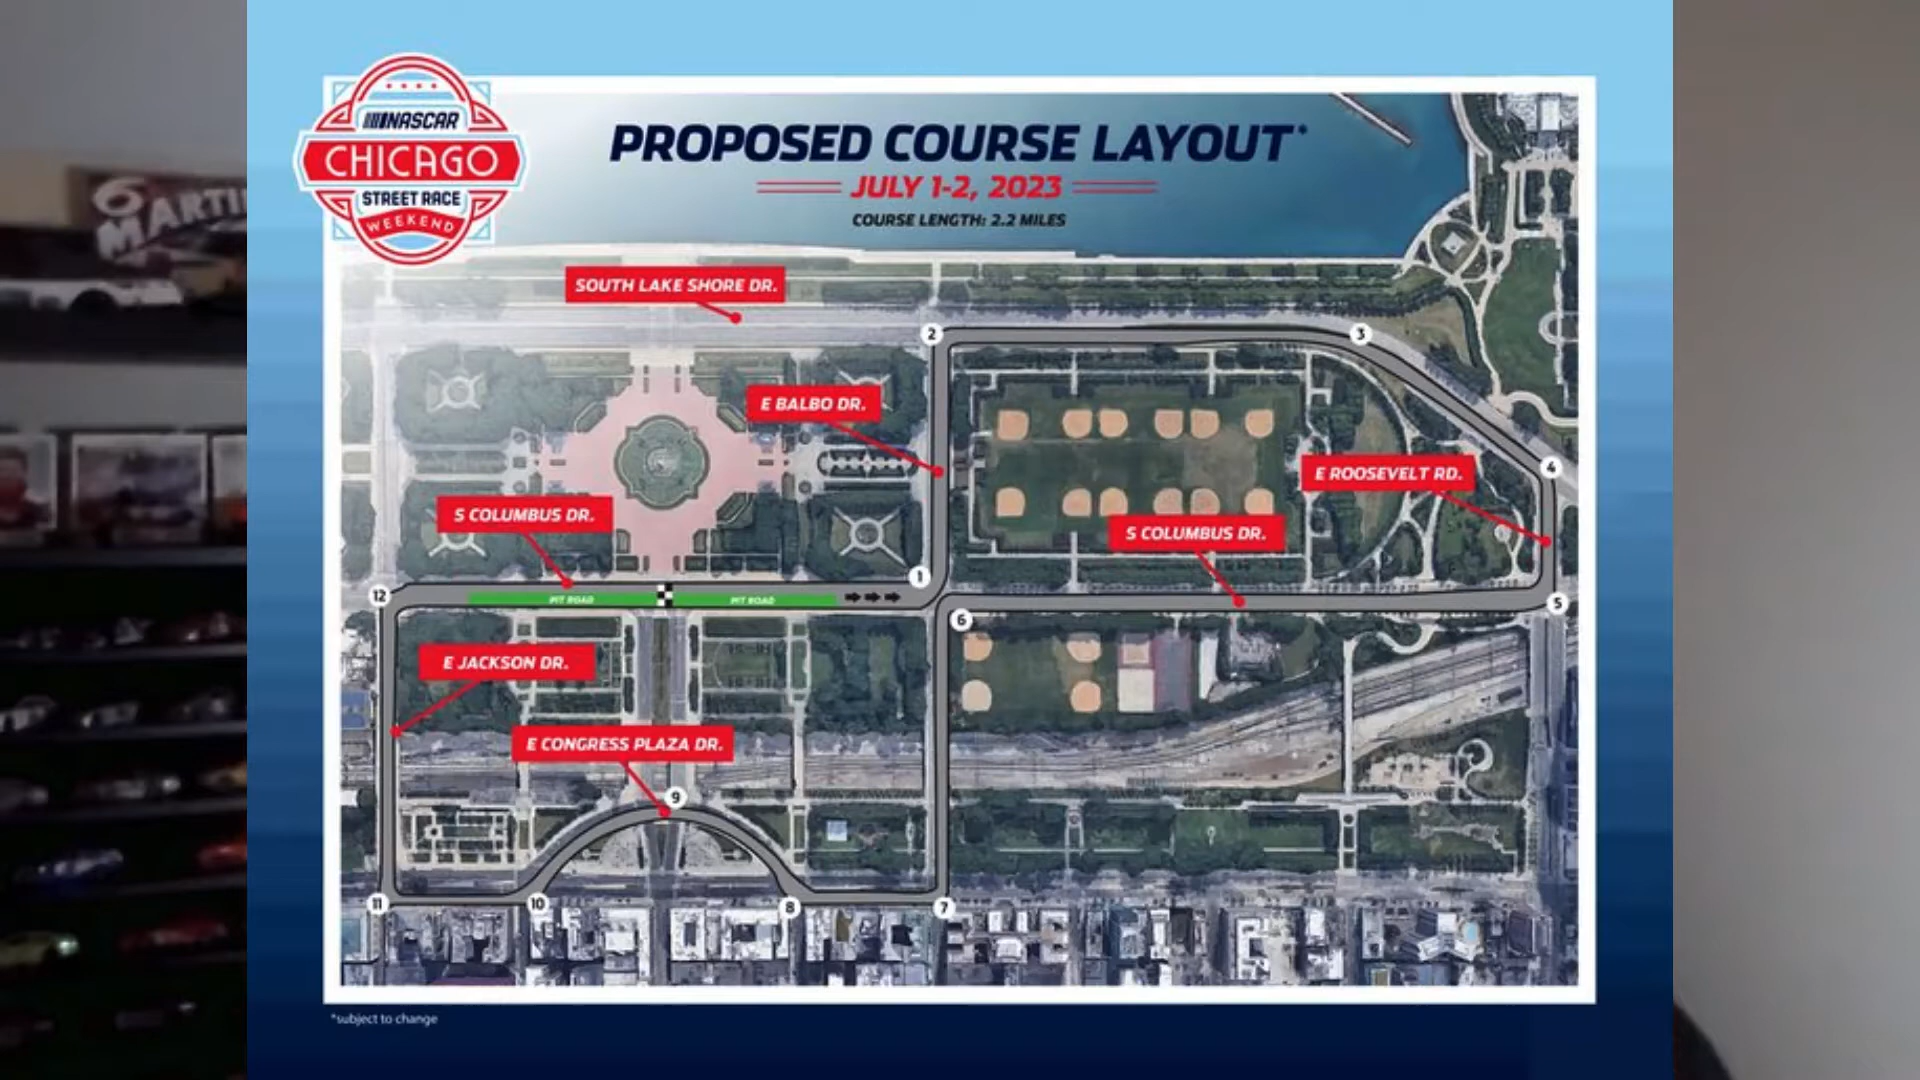 NASCAR
CHICAGO
STREET RACE
WEEKEND
PROPOSED COURSE LAYOUT*
JULY 1-2, 2023
COURSE LENGTH: 2.2 MILES
6
MARTI
SOUTH LAKE SHORE DR.
2
3
E BALBO DR.
E ROOSEVELT RD.
4
S COLUMBUS DR.
S COLUMBUS DR.
1
12
PIT ROAD
PIT ROAD
5
6
E JACKSON DR.
E CONGRESS PLAZA DR.
9
11
10
8
7
*subject to change